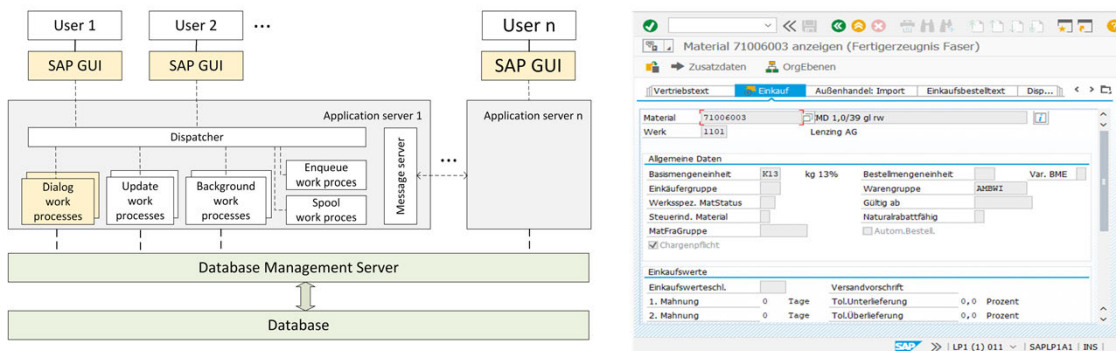 User 1
User 2
...
User n
SAP GUI
SAP GUI
SAP GUI
Application server 1
Application server n
Dispatcher
Dialog
work
processes
Update
work
processes
Background
work
processes
Enqueue
work proces
Spool
work proces
Message server
...
Database Management Server
Database
Material 71006003 anzeigen (Fertigerzeugnis Faser)
Zusatzdaten OrgEbenen
Vertriebstext Einkauf Außenhandel: Import Einkaufsbestelltext Disp...
Material 71006003 MD 1,0/39 gl rw
Werk 1101 Lenzing AG
Allgemeine Daten
Basismengeneinheit K13 kg 13% Bestellmengeneinheit Var. BME
Einkäufergruppe Warengruppe AMBWI
Werksspez. MatStatus Gültig ab
Steuerind. Material Naturalrabattfähig
MatFraGruppe Autom.Bestell.
Chargenpflicht
Einkaufswerte
Einkaufswerteschl. Versandvorschrift
1. Mahnung 0 Tage Tol.Unterlieferung 0,0 Prozent
2. Mahnung 0 Tage Tol.Überlieferung 0,0 Prozent
SAP LP1 (1) 011 SAPLP1A1 INS